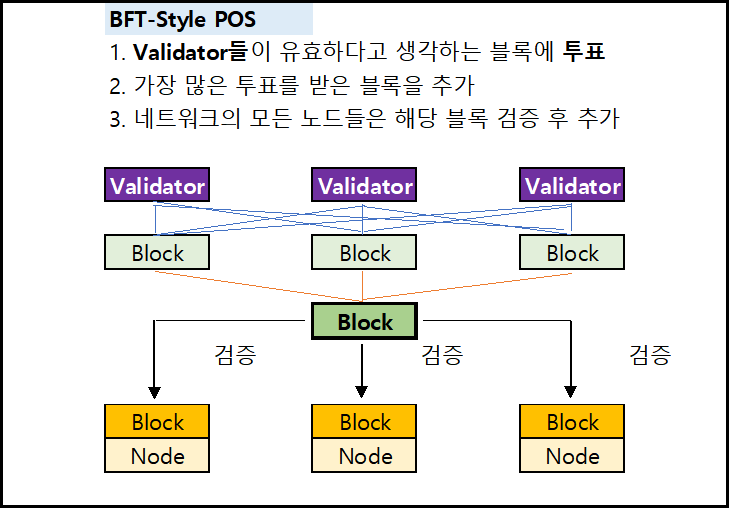 BFT-Style POS
1. Validator들이 유효하다고 생각하는 블록에 투표
2. 가장 많은 투표를 받은 블록을 추가
3. 네트워크의 모든 노드들은 해당 블록 검증 후 추가
Validator Validator Validator
Block Block Block
Block
검증 검증 검증
Block Block Block
Node Node Node